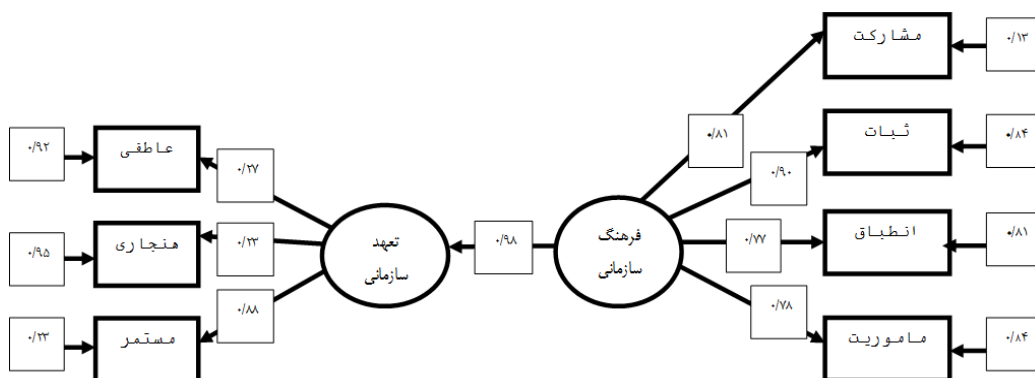 مشارکت
۰/۱۳
۰/۸۱
ثبات
۰/۸۴
۰/۹۰
انطباق
۰/۸۱
۰/۷۷
ماموریت
۰/۸۴
۰/۷۸
فرهنگ
سازمانی
۰/۹۸
تعهد
سازمانی
۰/۲۷
عاطفی
۰/۹۲
۰/۲۳
هنجاری
۰/۹۵
۰/۸۸
مستمر
۰/۲۳